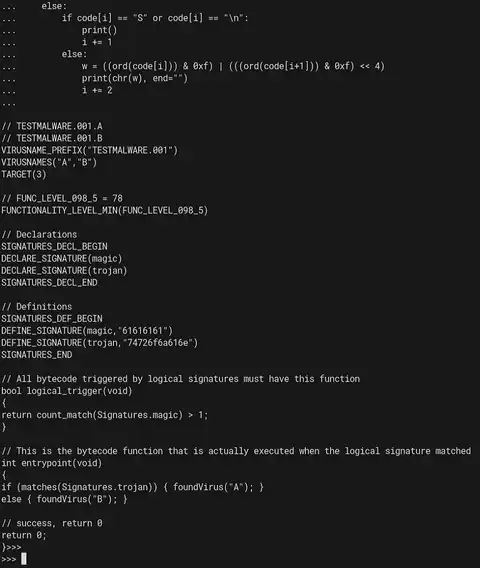 ...     else:
...         if code[i] == "S" or code[i] == "\n":
...             print()
...             i += 1
...         else:
...             w = ((ord(code[i])) & 0xf) | (((ord(code[i+1])) & 0xf) << 4)
...             print(chr(w), end="")
...             i += 2
...
// TESTMALWARE.001.A
// TESTMALWARE.001.B
VIRUSNAME_PREFIX("TESTMALWARE.001")
VIRUSNAMES("A","B")
TARGET(3)
// FUNC_LEVEL_098_5 = 78
FUNCTIONALITY_LEVEL_MIN(FUNC_LEVEL_098_5)
// Declarations
SIGNATURES_DECL_BEGIN
DECLARE_SIGNATURE(magic)
DECLARE_SIGNATURE(trojan)
SIGNATURES_DECL_END
// Definitions
SIGNATURES_DEF_BEGIN
DEFINE_SIGNATURE(magic,"61616161")
DEFINE_SIGNATURE(trojan,"74726f6a616e")
SIGNATURES_END
// All bytecode triggered by logical signatures must have this function
bool logical_trigger(void)
{
return count_match(Signatures.magic) > 1;
}
// This is the bytecode function that is actually executed when the logical signature matched
int entrypoint(void)
{
if (matches(Signatures.trojan)) { foundVirus("A"); }
else { foundVirus("B"); }
// success, return 0
return 0;
}>>>
>>>